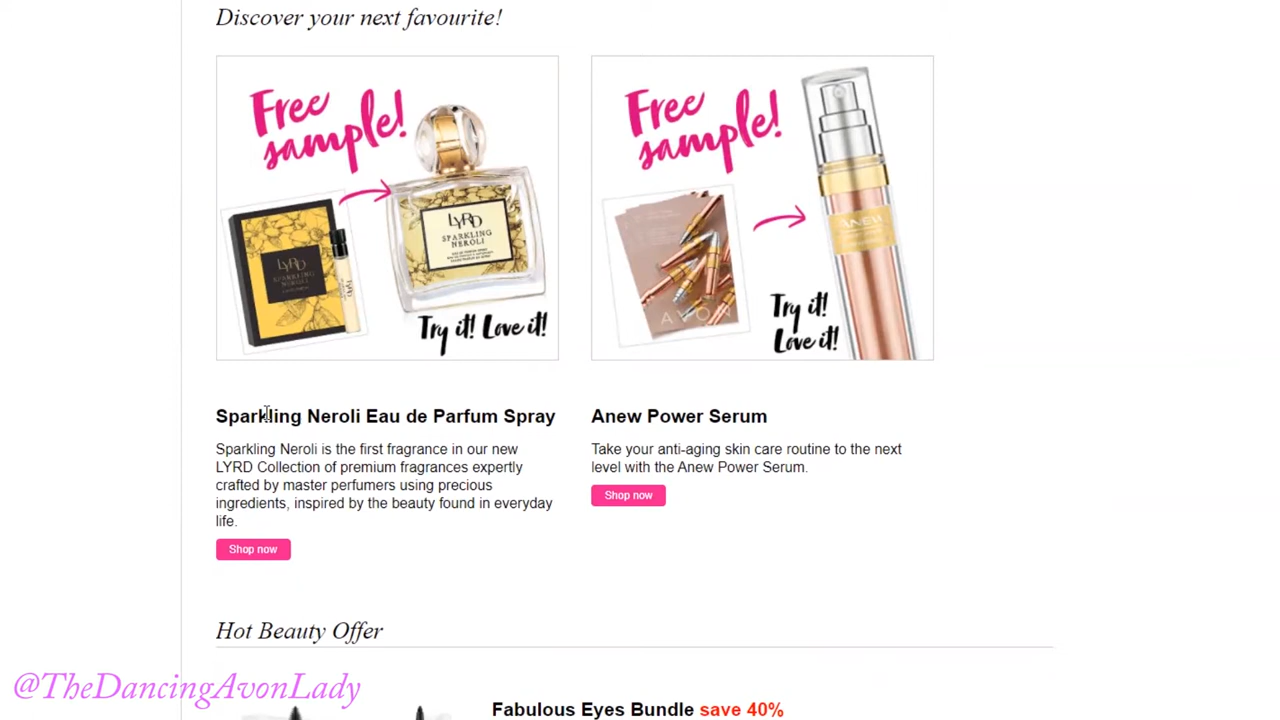 Discover your next favourite!
Free
sample!
LYRD
SPARKLING
NEROLI
LYRD
Try it! Love it!
Free
sample!
AVON
ANEW
Try it!
Love it!
Sparkling Neroli Eau de Parfum Spray
Sparkling Neroli is the first fragrance in our new
LYRD Collection of premium fragrances expertly
crafted by master perfumers using precious
ingredients, inspired by the beauty found in everyday
life.
Shop now
Anew Power Serum
Take your anti-aging skin care routine to the next
level with the Anew Power Serum.
Shop now
Hot Beauty Offer
@TheDancingAvonLady
Fabulous Eyes Bundle save 40%